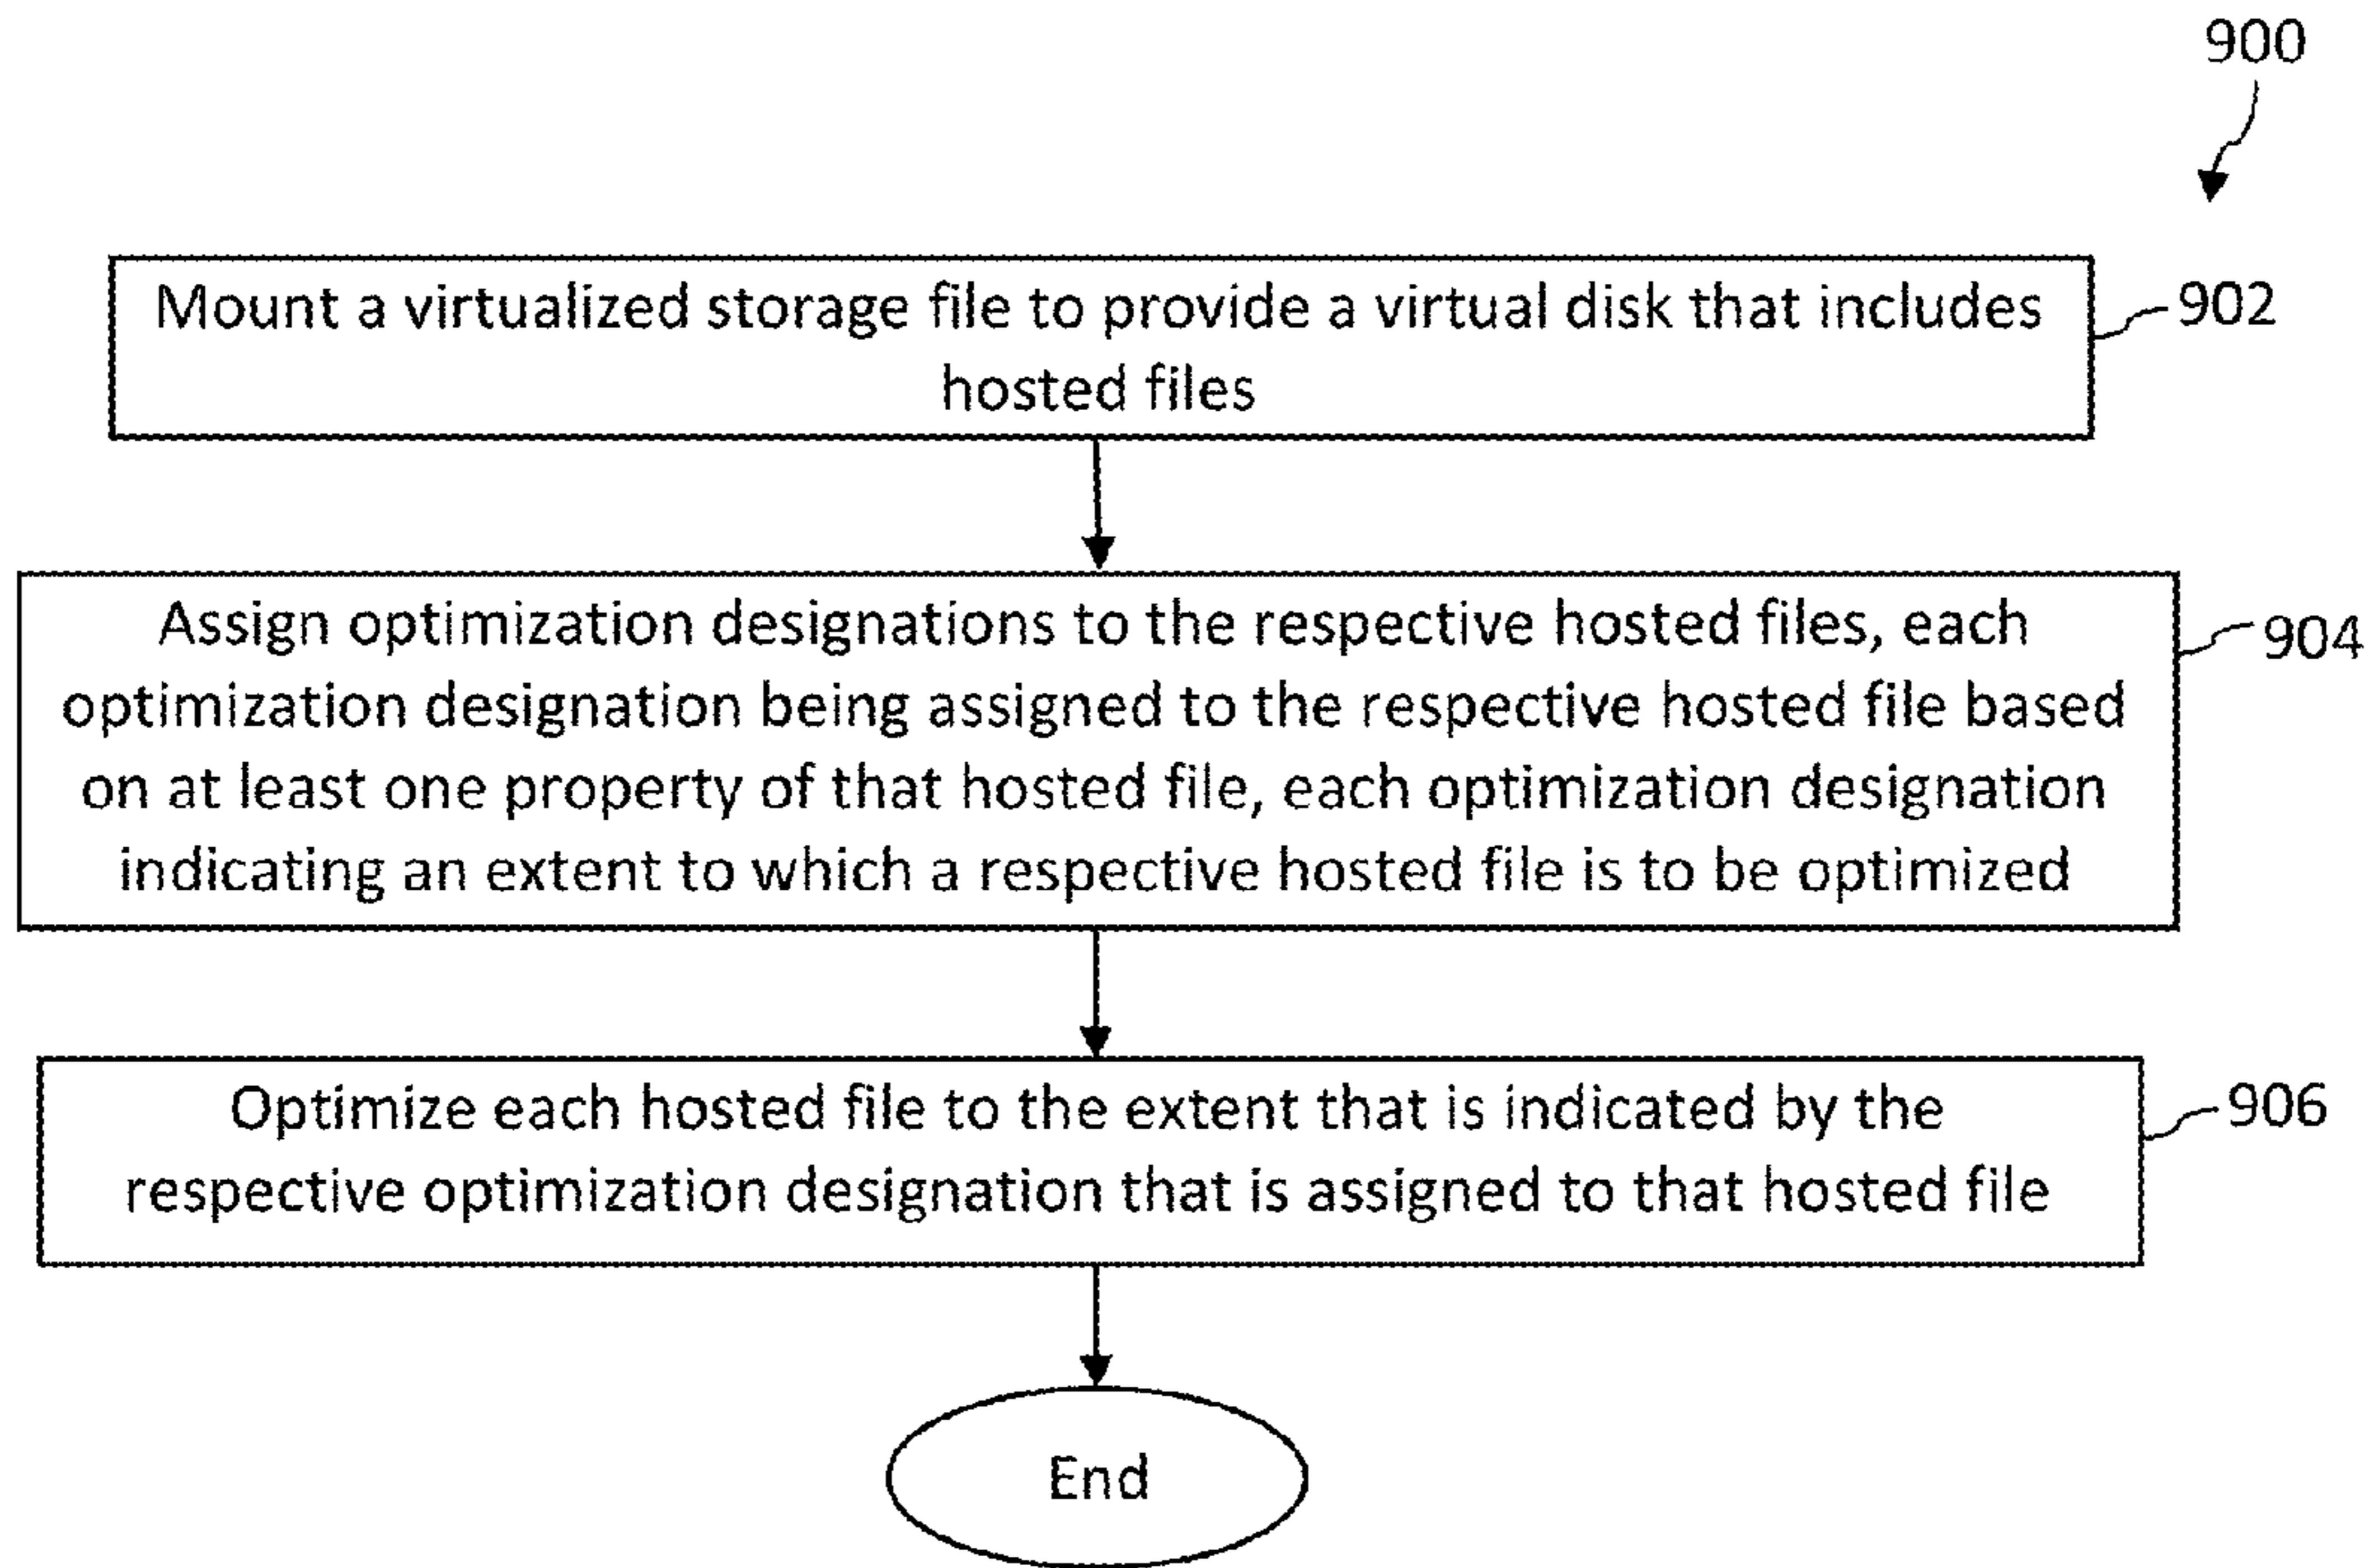 900
Mount a virtualized storage file to provide a virtual disk that includes
hosted files
902
Assign optimization designations to the respective hosted files, each
optimization designation being assigned to the respective hosted file based
on at least one property of that hosted file, each optimization designation
indicating an extent to which a respective hosted file is to be optimized
904
Optimize each hosted file to the extent that is indicated by the
respective optimization designation that is assigned to that hosted file
906
End